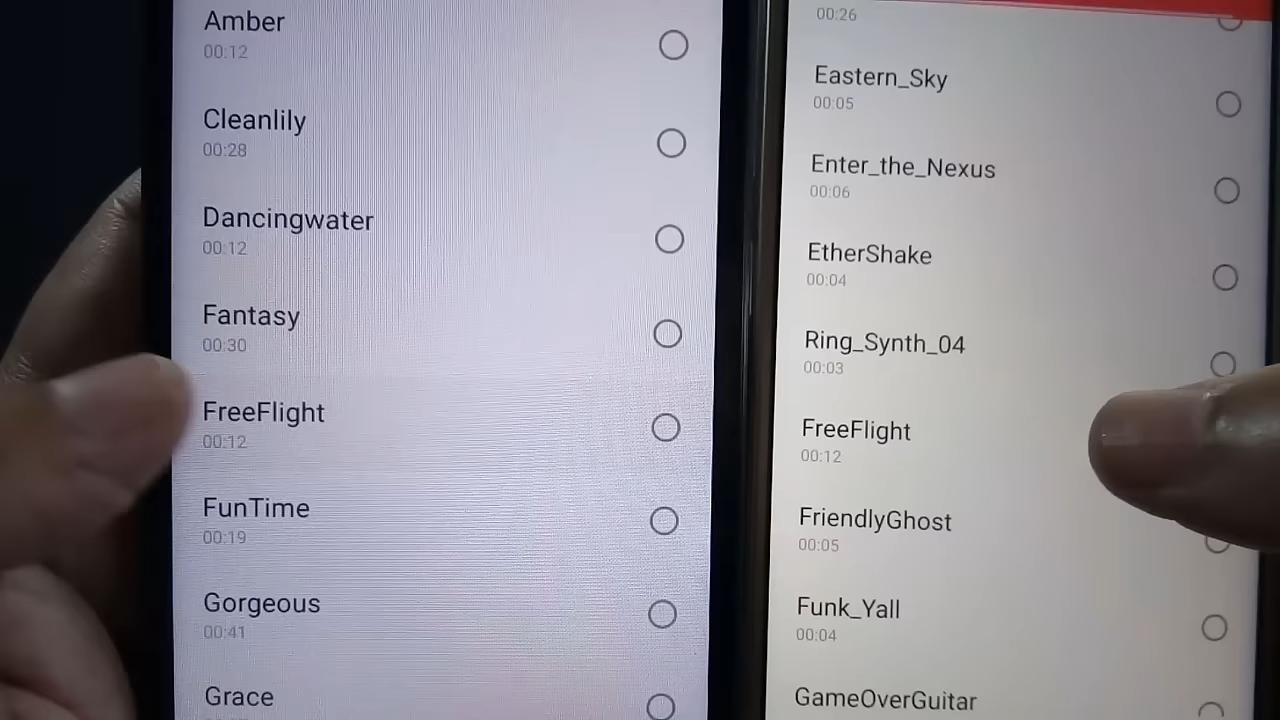 Amber
00:12
Cleanlily
00:28
Dancingwater
00:12
Fantasy
00:30
FreeFlight
00:12
FunTime
00:19
Gorgeous
00:41
Grace
00:26
Eastern_Sky
00:05
Enter_the_Nexus
00:06
EtherShake
00:04
Ring_Synth_04
00:03
FreeFlight
00:12
FriendlyGhost
00:05
Funk_Yall
00:04
GameOverGuitar